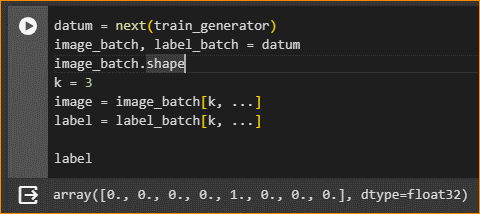 datum = next(train_generator)
image_batch, label_batch = datum
image_batch.shape
k = 3
image = image_batch[k, ...]
label = label_batch[k, ...]
label
array([0., 0., 0., 0., 1., 0., 0., 0.], dtype=float32)